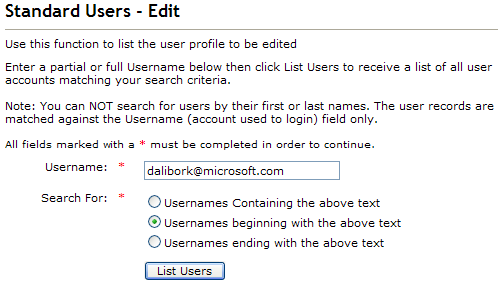 Standard Users - Edit
Use this function to list the user profile to be edited
Enter a partial or full Username below then click List Users to receive a list of all user
accounts matching your search criteria.
Note: You can NOT search for users by their first or last names. The user records are
matched against the Username (account used to login) field only.
All fields marked with a * must be completed in order to continue.
Username: * dalibork@microsoft.com
Search For: * Usernames Containing the above text
Usernames beginning with the above text
Usernames ending with the above text
List Users